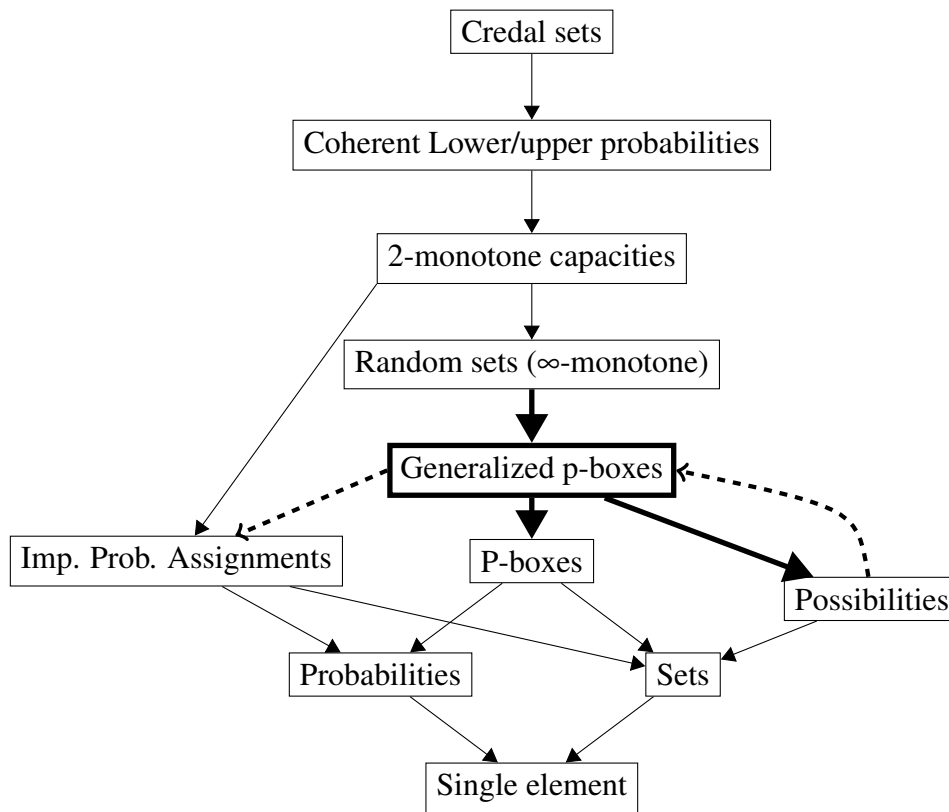 Credal sets
Coherent Lower/upper probabilities
2-monotone capacities
Random sets (∞-monotone)
Generalized p-boxes
Imp. Prob. Assignments
P-boxes
Possibilities
Probabilities
Sets
Single element